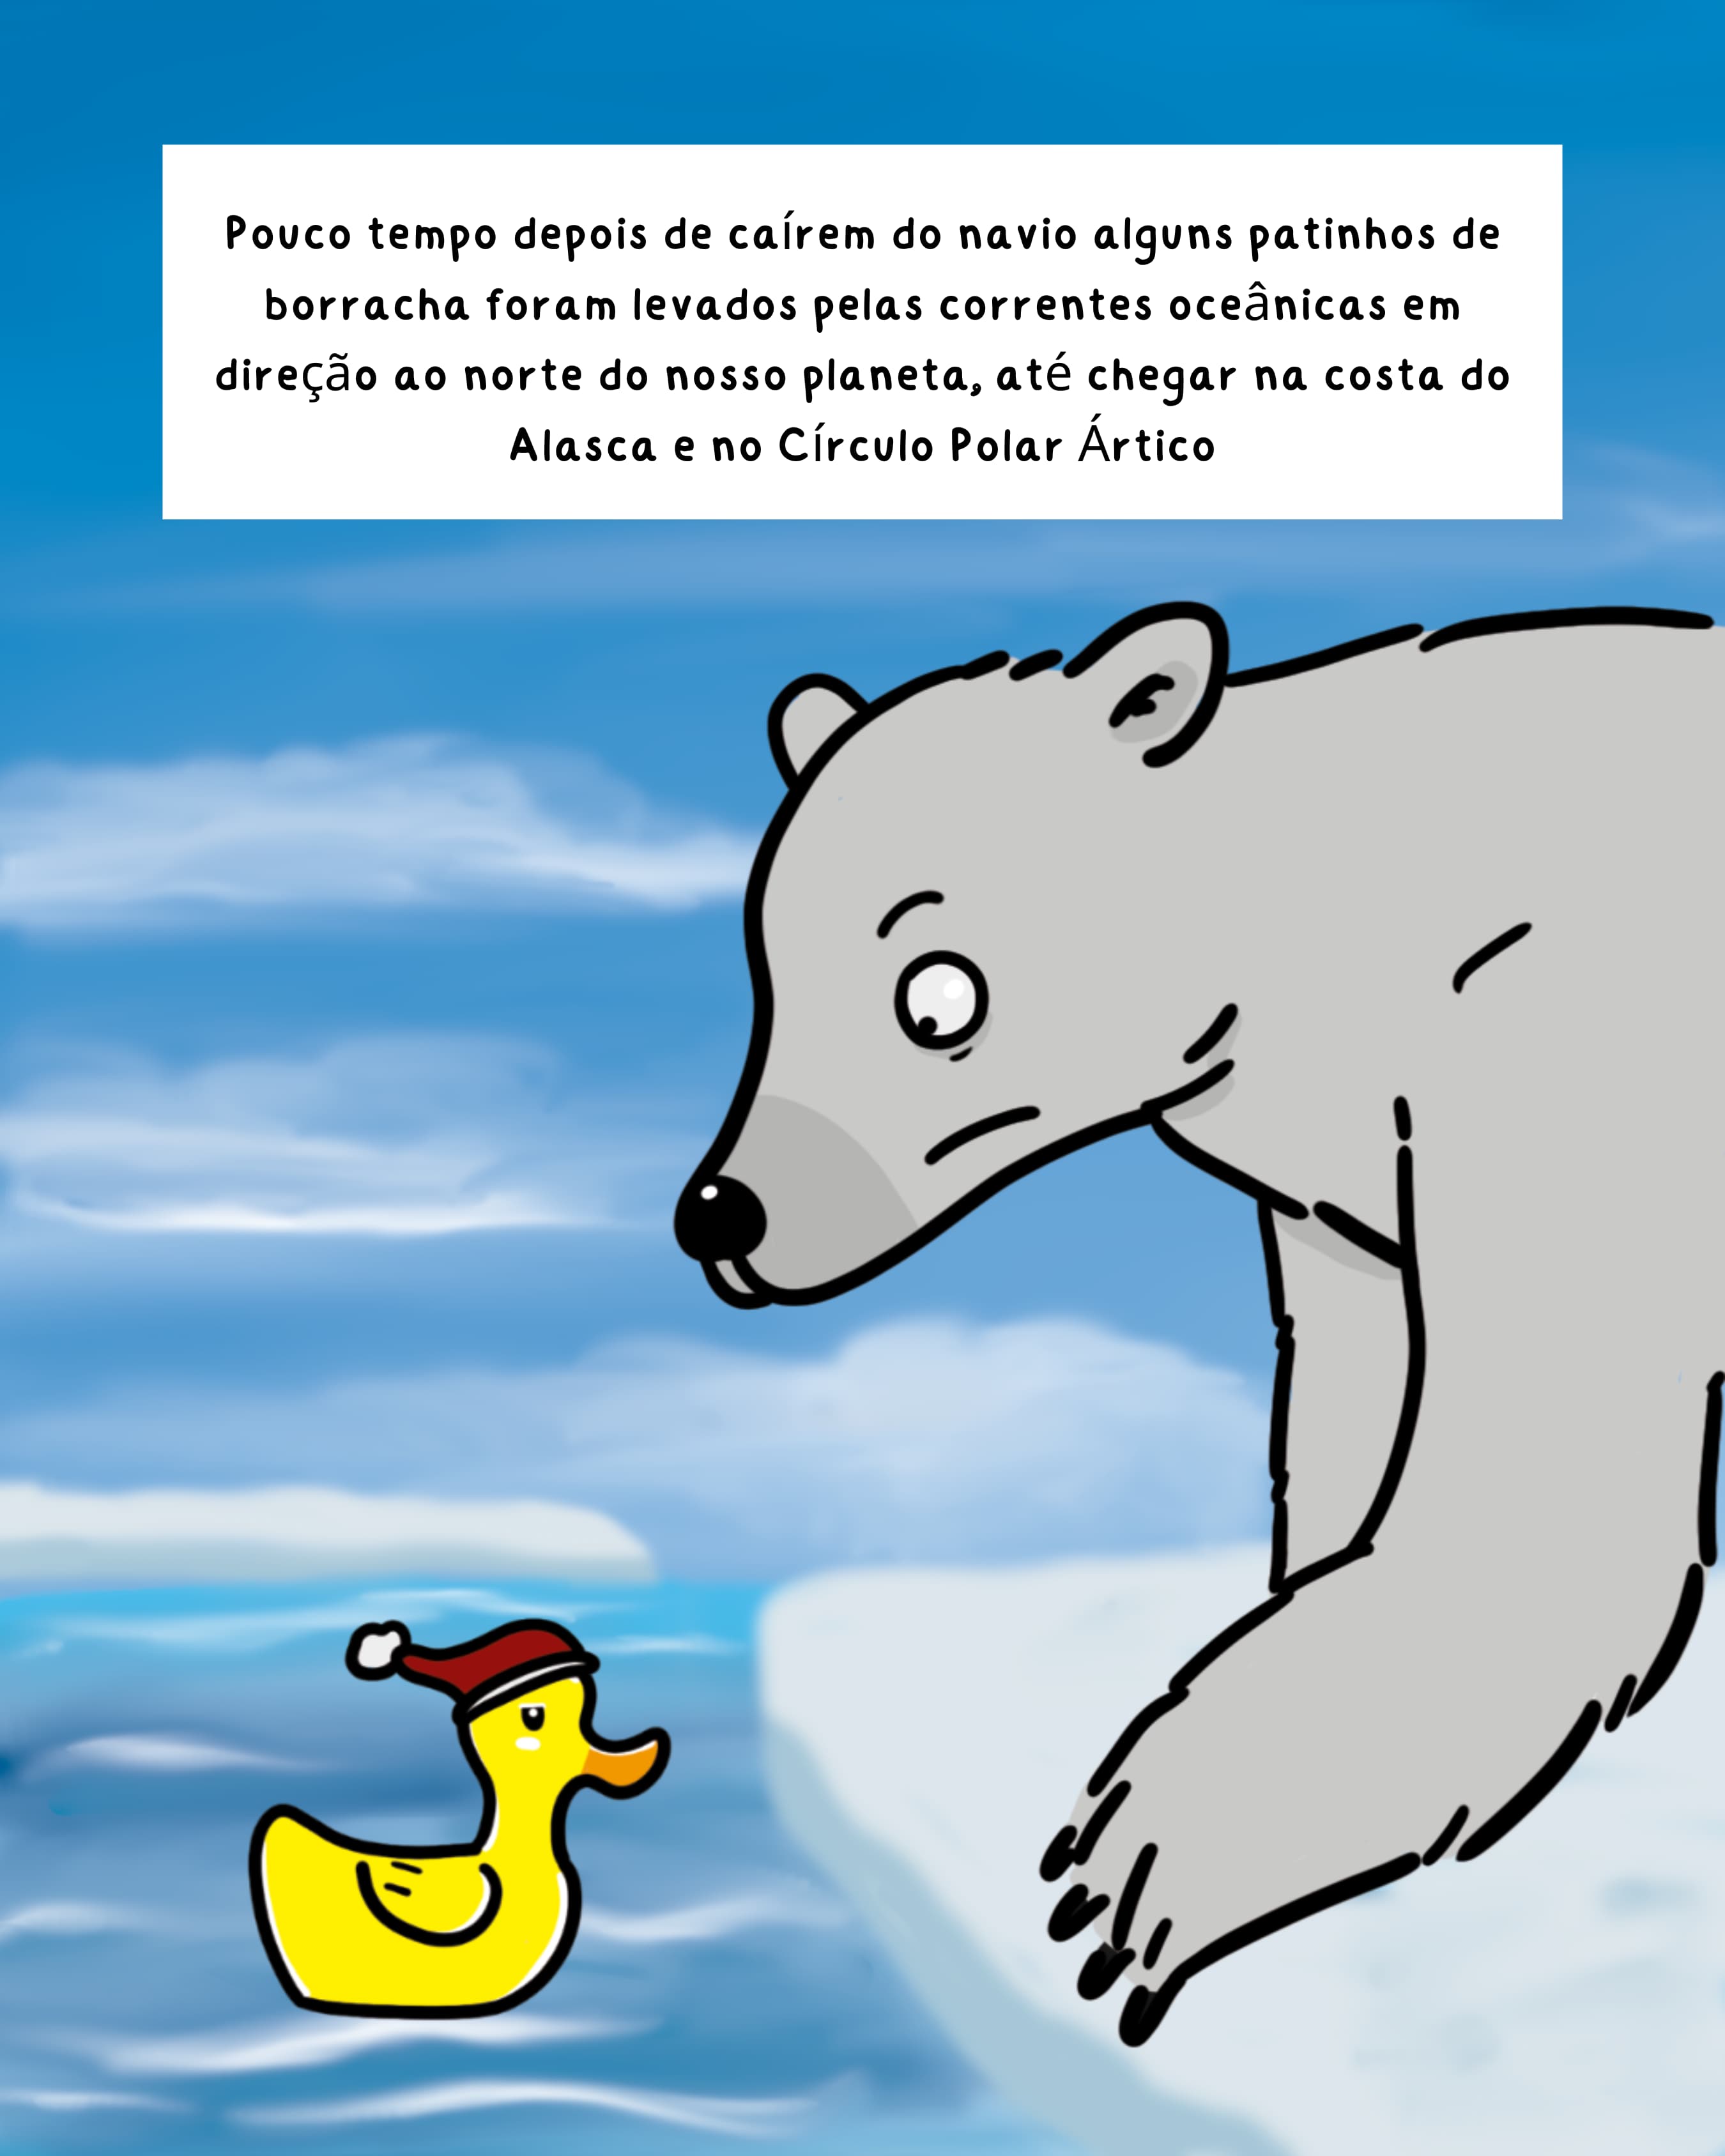 Pouco tempo depois de caírem do navio alguns patinhos de
borracha foram levados pelas correntes oceânicas em
direção ao norte do nosso planeta, até chegar na costa do
Alasca e no Círculo Polar Ártico